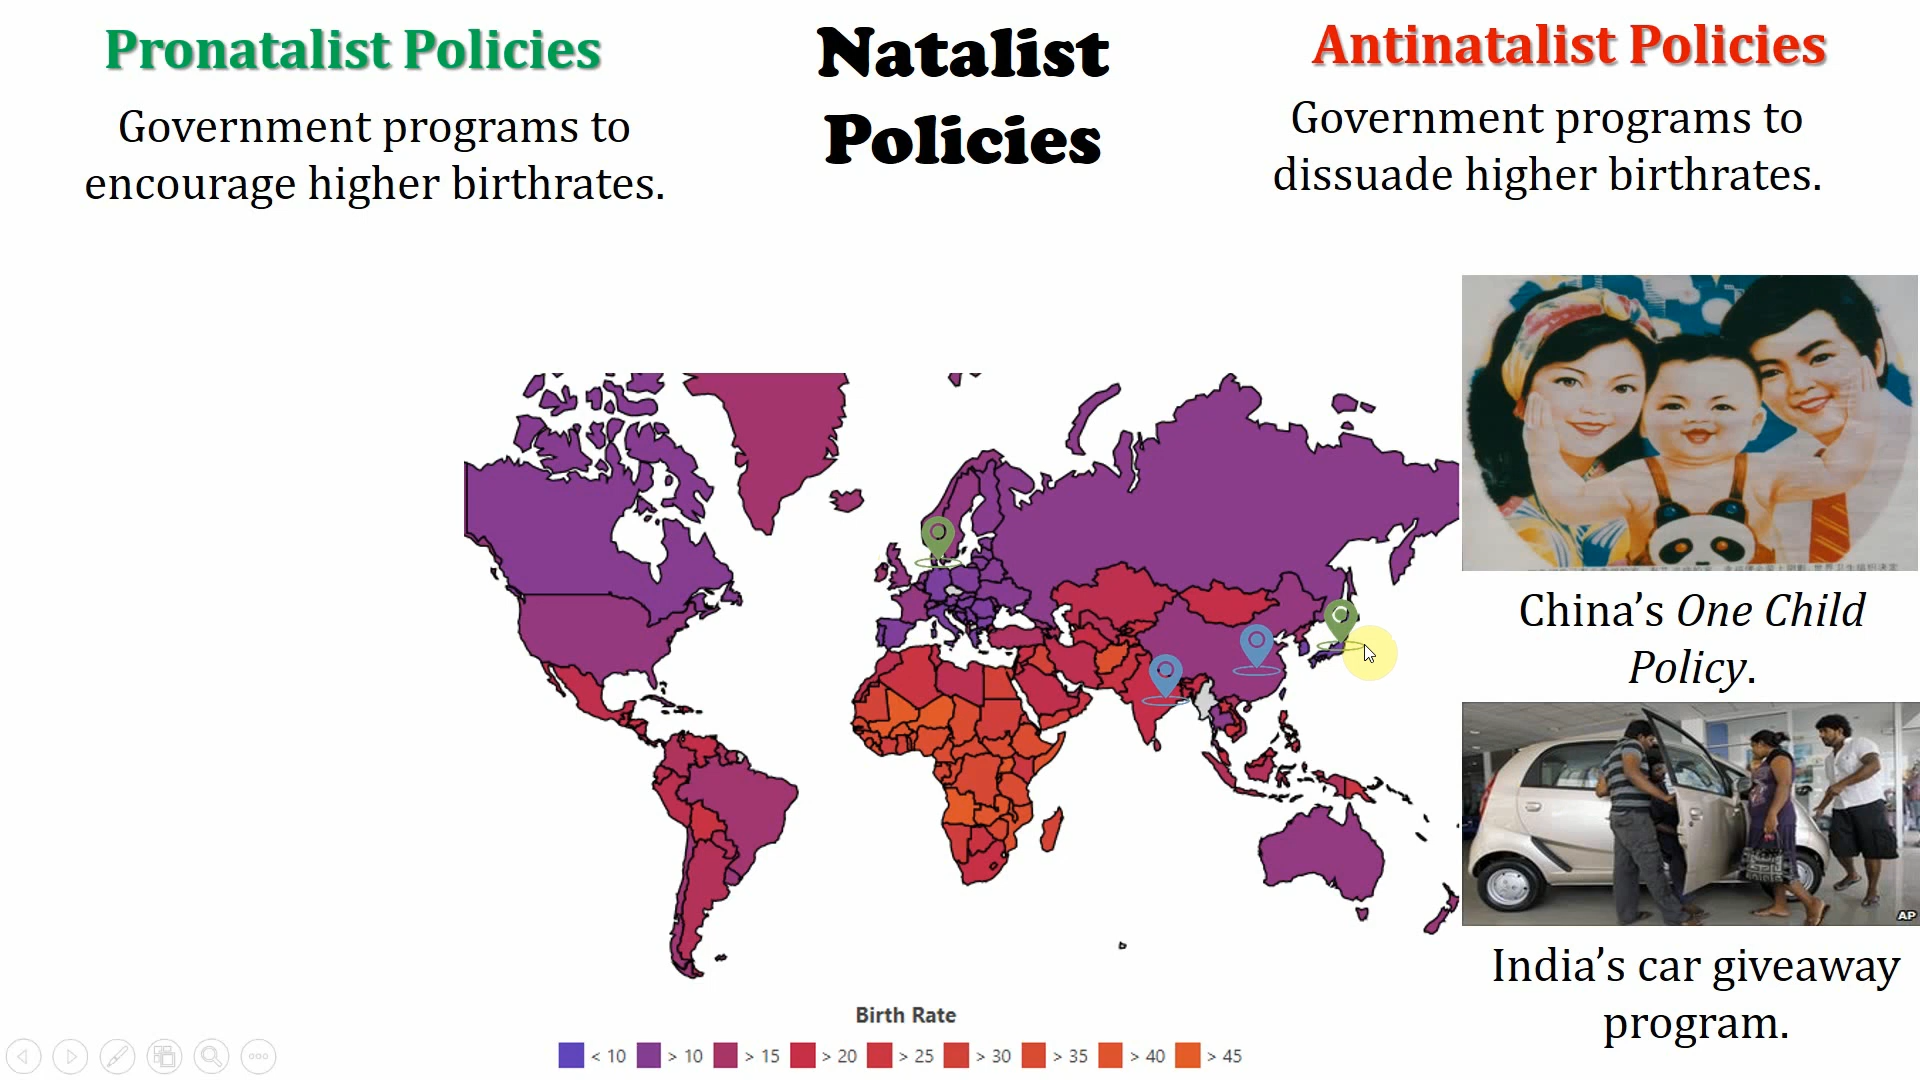 Pronatalist Policies
Government programs to
encourage higher birthrates.
Natalist
Policies
Antinatalist Policies
Government programs to
dissuade higher birthrates.
China’s One Child
Policy.
AP
India’s car giveaway
program.
Birth Rate
< 10 > 10 > 15 > 20 > 25 > 30 > 35 > 40 > 45